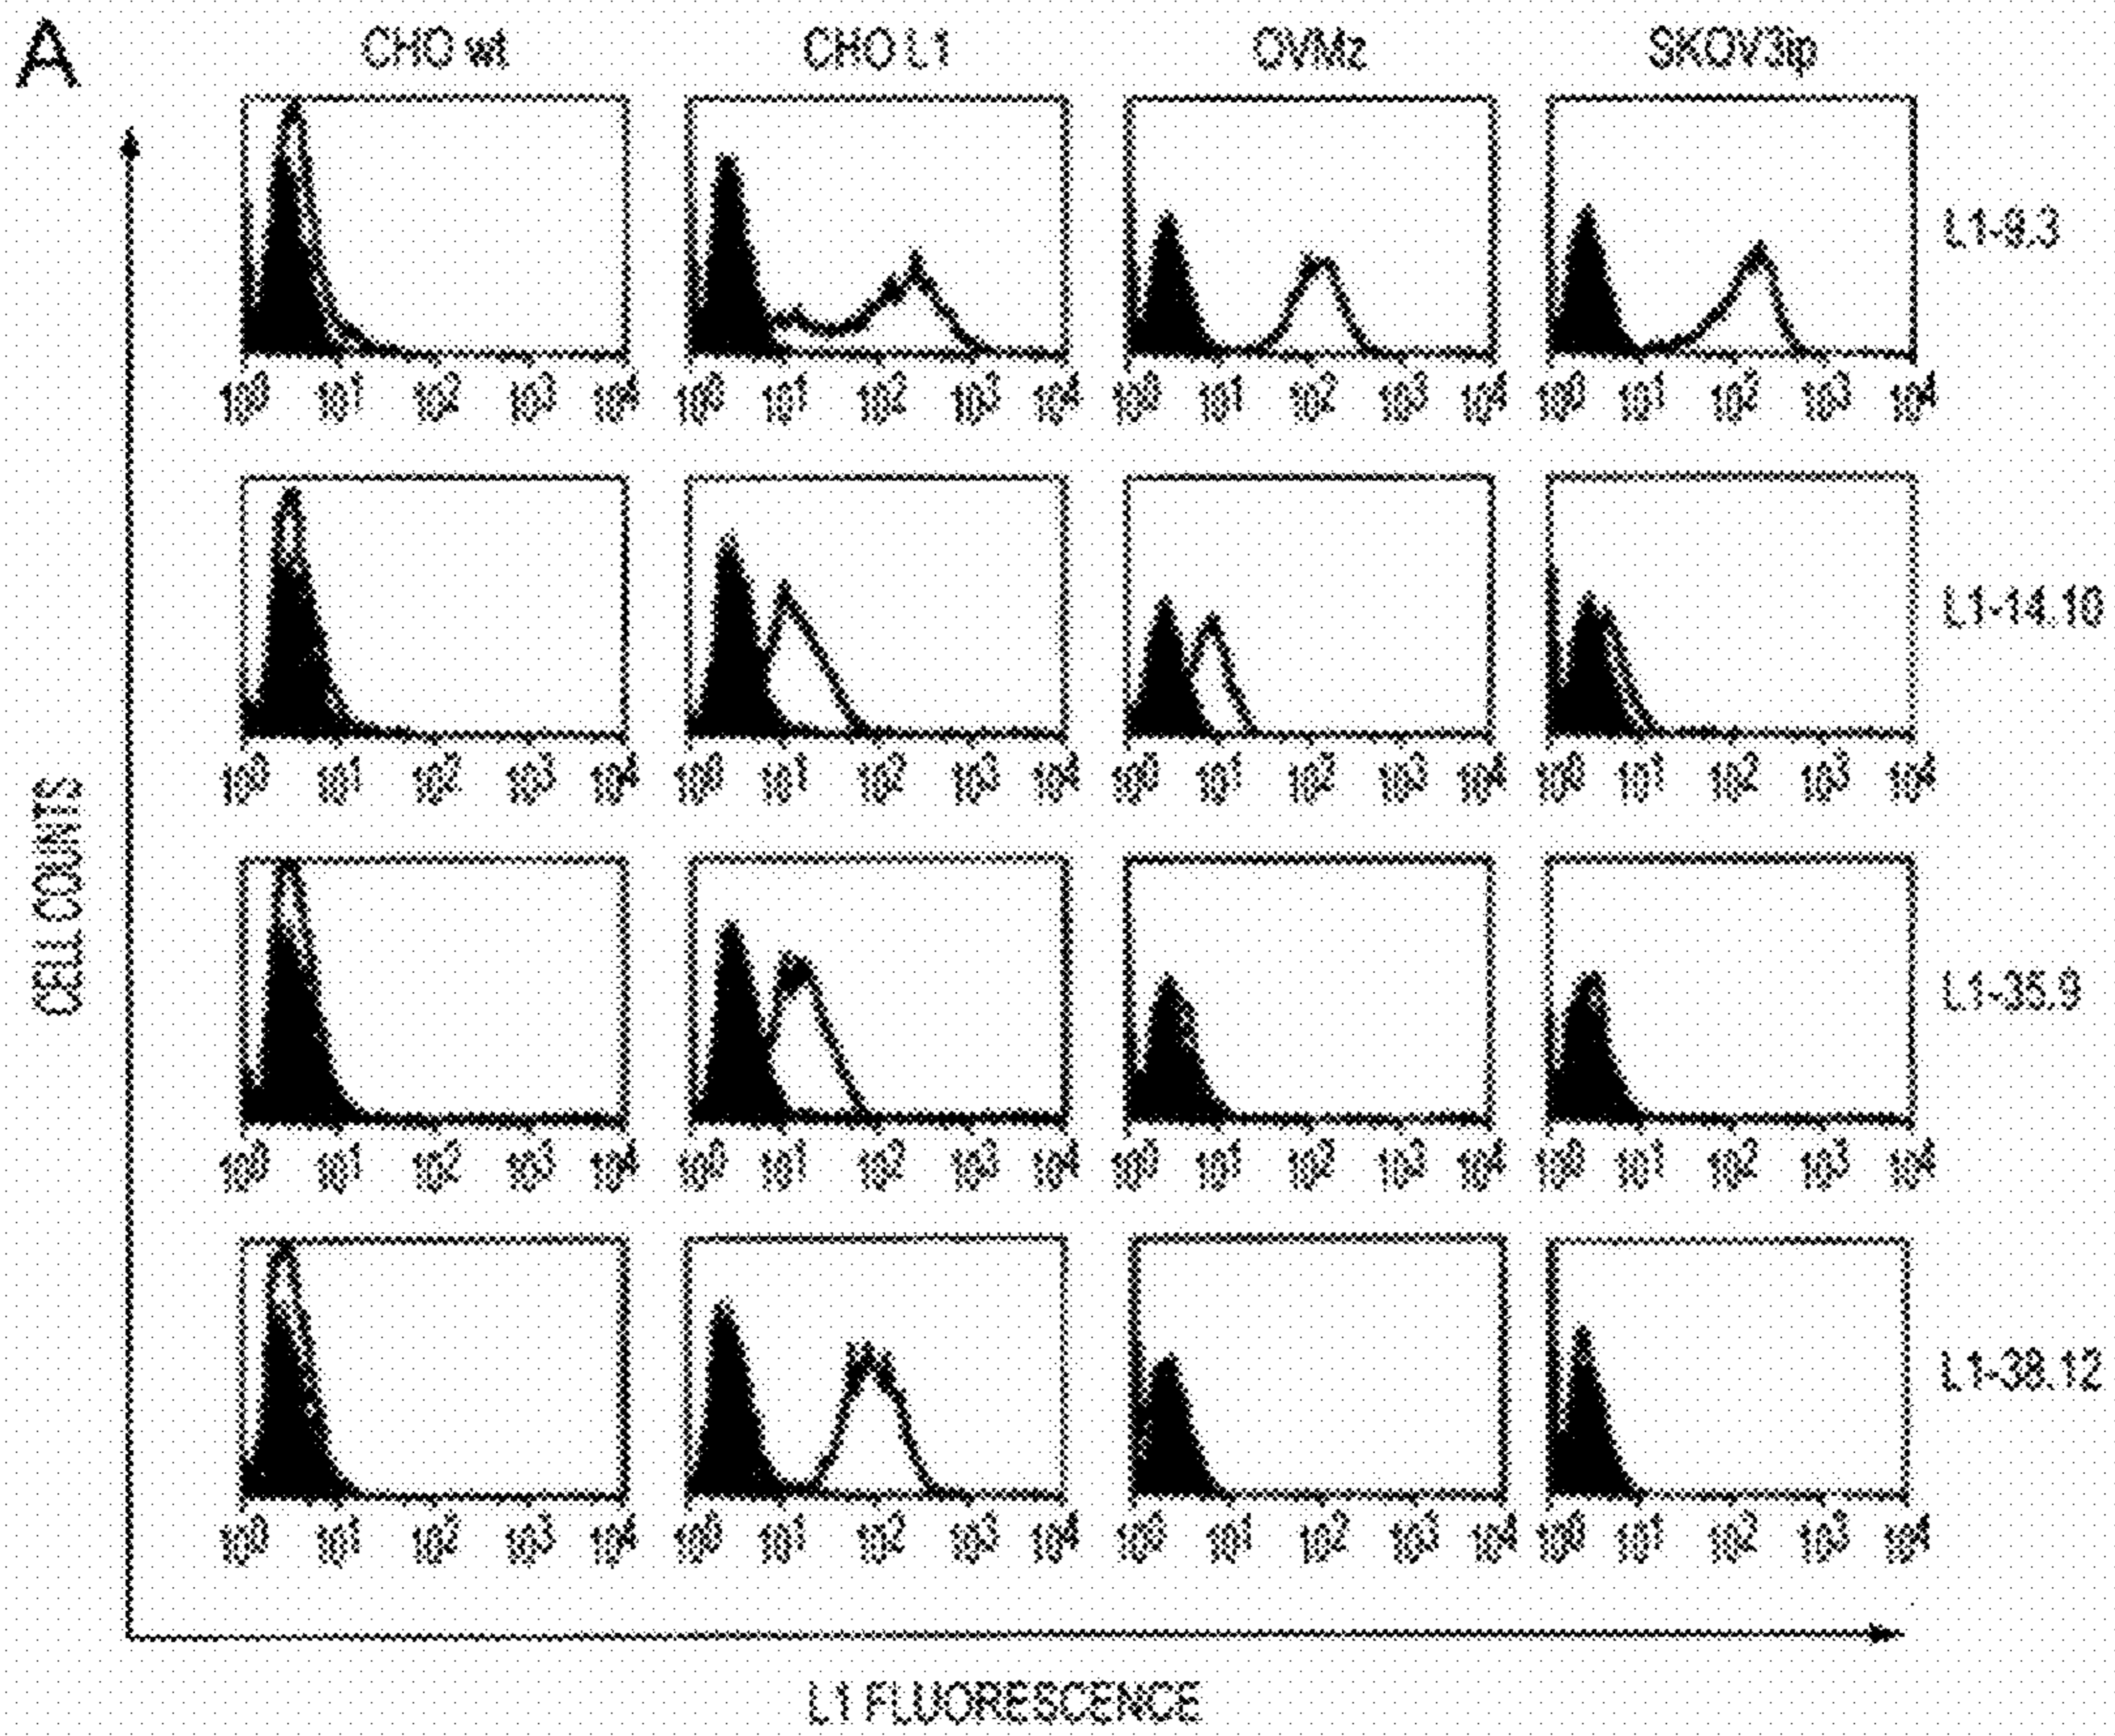 A
CHO wt CHO L1 OVMz SKOV3ip
L1-9.3
10⁰ 10¹ 10² 10³ 10⁴ 10⁰ 10¹ 10² 10³ 10⁴ 10⁰ 10¹ 10² 10³ 10⁴ 10⁰ 10¹ 10² 10³ 10⁴
L1-14.10
10⁰ 10¹ 10² 10³ 10⁴ 10⁰ 10¹ 10² 10³ 10⁴ 10⁰ 10¹ 10² 10³ 10⁴ 10⁰ 10¹ 10² 10³ 10⁴
CELL COUNTS
L1-35.9
10⁰ 10¹ 10² 10³ 10⁴ 10⁰ 10¹ 10² 10³ 10⁴ 10⁰ 10¹ 10² 10³ 10⁴ 10⁰ 10¹ 10² 10³ 10⁴
L1-38.12
10⁰ 10¹ 10² 10³ 10⁴ 10⁰ 10¹ 10² 10³ 10⁴ 10⁰ 10¹ 10² 10³ 10⁴ 10⁰ 10¹ 10² 10³ 10⁴
L1 FLUORESCENCE